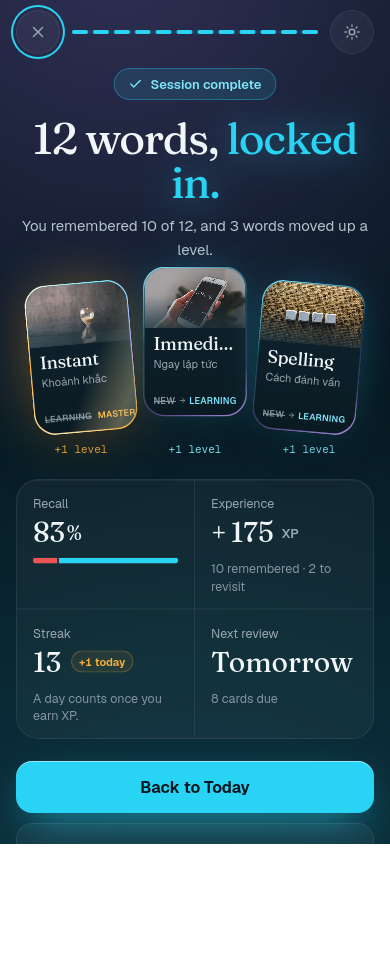 Session complete
12 words, locked
in.
You remembered 10 of 12, and 3 words moved up a
level.
Instant
Khoảnh khắc
LEARNING MASTER
+1 level
Immedi...
Ngay lập tức
NEW → LEARNING
+1 level
Spelling
Cách đánh vần
NEW → LEARNING
+1 level
Recall
83%
Experience
+175 XP
10 remembered · 2 to
revisit
Streak
13 +1 today
A day counts once you
earn XP.
Next review
Tomorrow
8 cards due
Back to Today